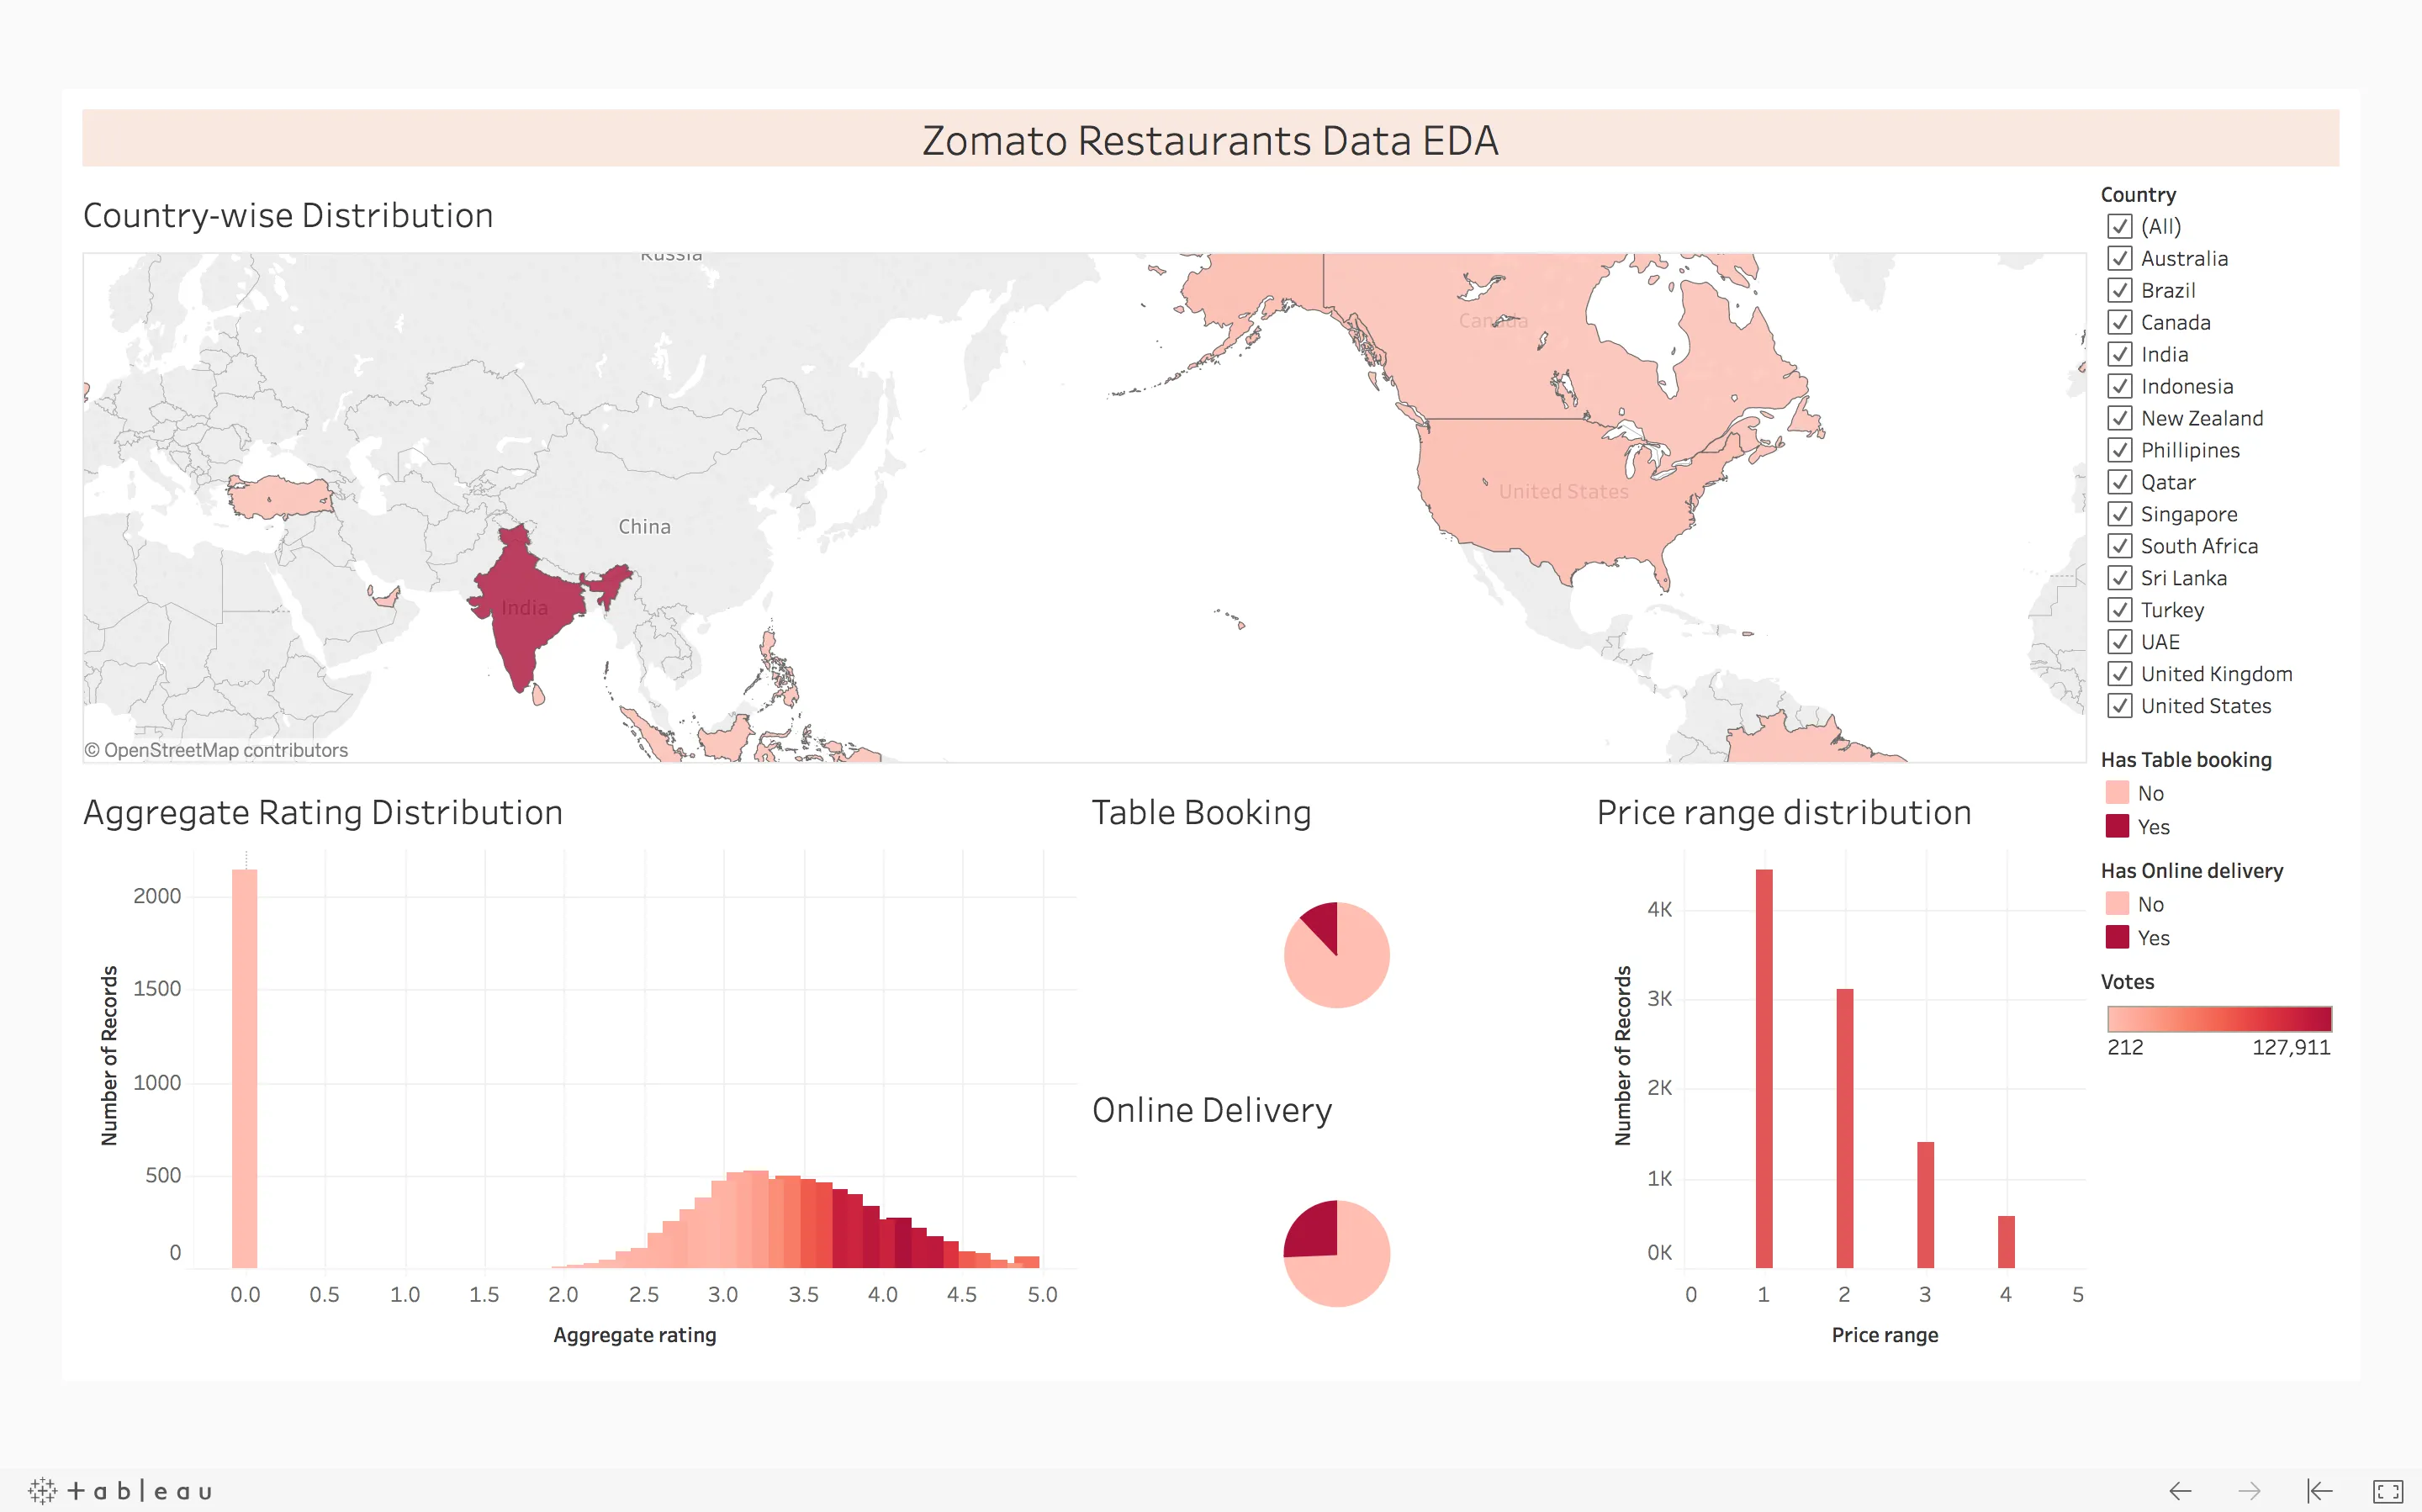 Zomato Restaurants Data EDA
Country-wise Distribution
Russia
Canada
United States
China
India
© OpenStreetMap contributors
Country
(All)
Australia
Brazil
Canada
India
Indonesia
New Zealand
Phillipines
Qatar
Singapore
South Africa
Sri Lanka
Turkey
UAE
United Kingdom
United States
Has Table booking
No
Yes
Has Online delivery
No
Yes
Votes
212 127,911
Aggregate Rating Distribution
Number of Records
2000
1500
1000
500
0
0.0 0.5 1.0 1.5 2.0 2.5 3.0 3.5 4.0 4.5 5.0
Aggregate rating
Table Booking
Online Delivery
Price range distribution
Number of Records
4K
3K
2K
1K
0K
0 1 2 3 4 5
Price range
+ableau